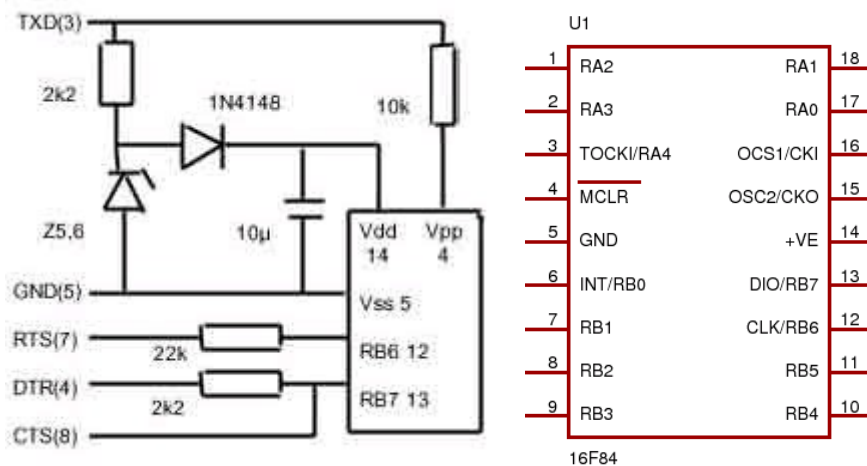 TXD(3)
2k2
1N4148
10k
Z5,6
10µ
Vdd
14
Vpp
4
GND(5)
Vss 5
RTS(7)
22k
RB6 12
DTR(4)
2k2
RB7 13
CTS(8)
U1
1 RA2 RA1 18
2 RA3 RA0 17
3 TOCKI/RA4 OCS1/CKI 16
4 MCLR OSC2/CKO 15
5 GND +VE 14
6 INT/RB0 DIO/RB7 13
7 RB1 CLK/RB6 12
8 RB2 RB5 11
9 RB3 RB4 10
16F84